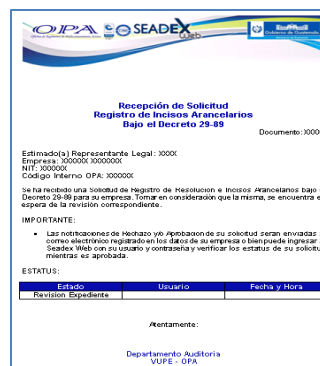 OPA SEADEX Web Gobierno de Guatemala
Recepción de Solicitud
Registro de Incisos Arancelarios
Bajo el Decreto 29-89
Documento: XXXX
Estimado(a) Representante Legal: XXXX
Empresa: XXXXXX XXXXXXX
NIT: XXXXXX
Código Interno OPA: XXXXXX
Se ha recibido una Solicitud de Registro de Resolución e Incisos Arancelarios bajo
Decreto 29-89 para su empresa. Tomar en consideración que la misma, se encuentra e
espera de la revisión correspondiente.
IMPORTANTE:
• Las notificaciones de Rechazo y/o Aprobación de su solicitud serán enviadas
correo electrónico registrado en los datos de su empresa o bien puede ingresar
Seadex Web con su usuario y contraseña y verificar los estatus de su solicitu
mientras es aprobada.
ESTATUS:
Estado Usuario Fecha y Hora
Revision Expediente
Atentamente:
Departamento Auditoria
VUPE - OPA